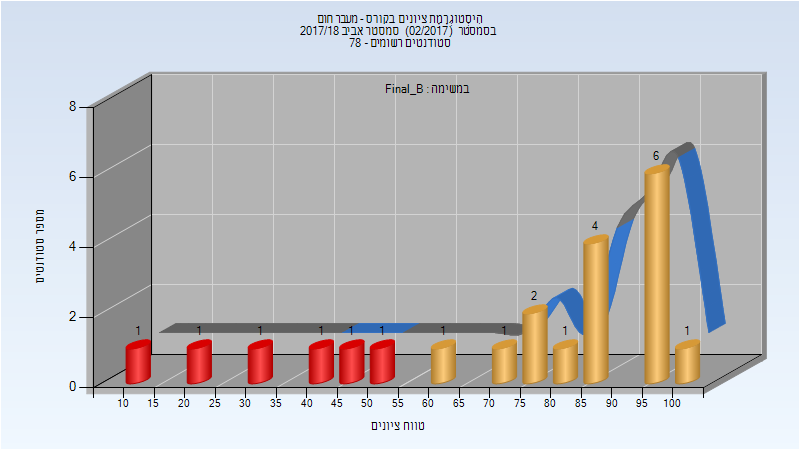 היסטוגרמת ציונים בקורס - מעבר חום
בסמסטר (02/2017) סמסטר אביב 2017/18
סטודנטים רשומים - 78
במשימה : Final_B
מספר סטודנטים
8
6
4
2
0
1 1 1 1 1 1 1 1 2 1 4 6 1
10 15 20 25 30 35 40 45 50 55 60 65 70 75 80 85 90 95 100
טווח ציונים